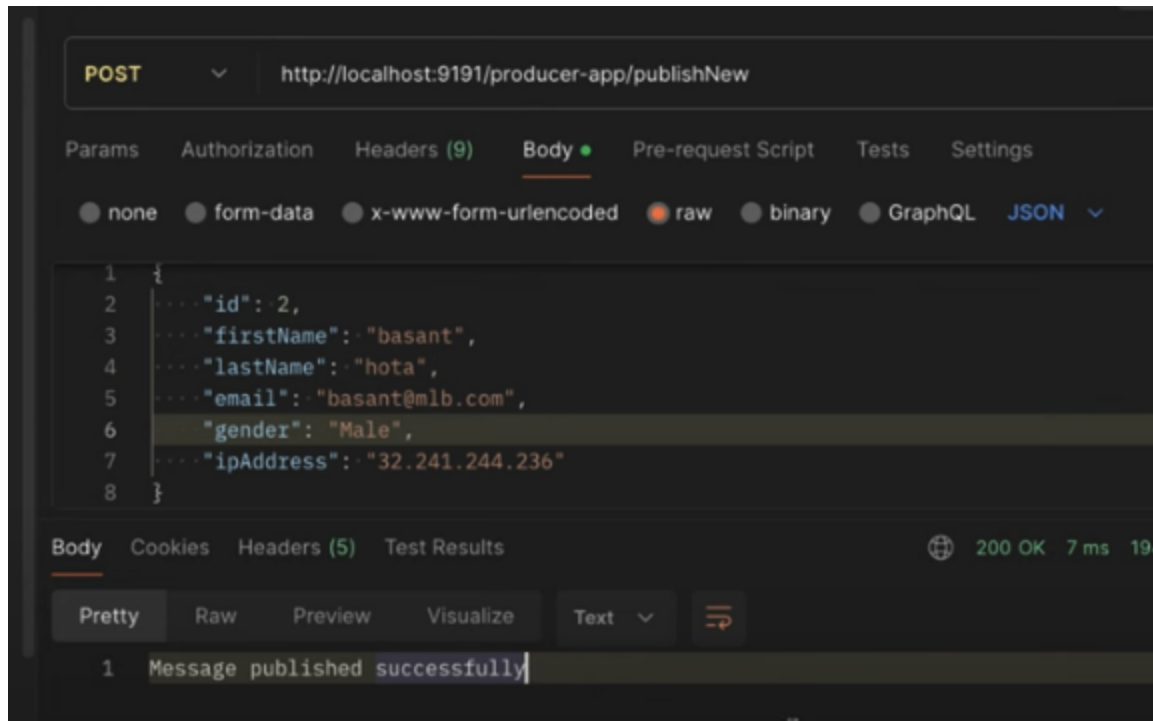 POST http://localhost:9191/producer-app/publishNew
Params Authorization Headers (9) Body Pre-request Script Tests Settings
none form-data x-www-form-urlencoded raw binary GraphQL JSON
1 {
2 "id": 2,
3 "firstName": "basant",
4 "lastName": "hota",
5 "email": "basant@mlb.com",
6 "gender": "Male",
7 "ipAddress": "32.241.244.236"
8 }
Body Cookies Headers (5) Test Results 200 OK 7 ms
Pretty Raw Preview Visualize Text
1 Message published successfully